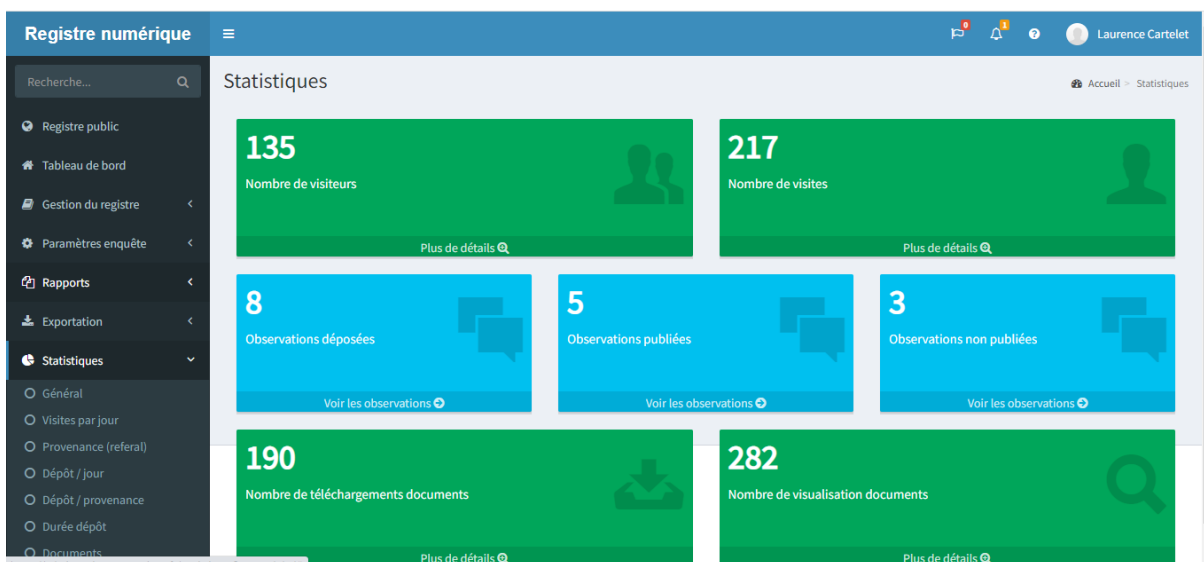 Registre numérique
0
1
Laurence Cartelet
Recherche...
Statistiques
Accueil > Statistiques
Registre public
Tableau de bord
Gestion du registre
Paramètres enquête
Rapports
Exportation
Statistiques
Général
Visites par jour
Provenance (referal)
Dépôt / jour
Dépôt / provenance
Durée dépôt
Documents
135
Nombre de visiteurs
Plus de détails
217
Nombre de visites
Plus de détails
8
Observations déposées
Voir les observations
5
Observations publiées
Voir les observations
3
Observations non publiées
Voir les observations
190
Nombre de téléchargements documents
Plus de détails
282
Nombre de visualisation documents
Plus de détails